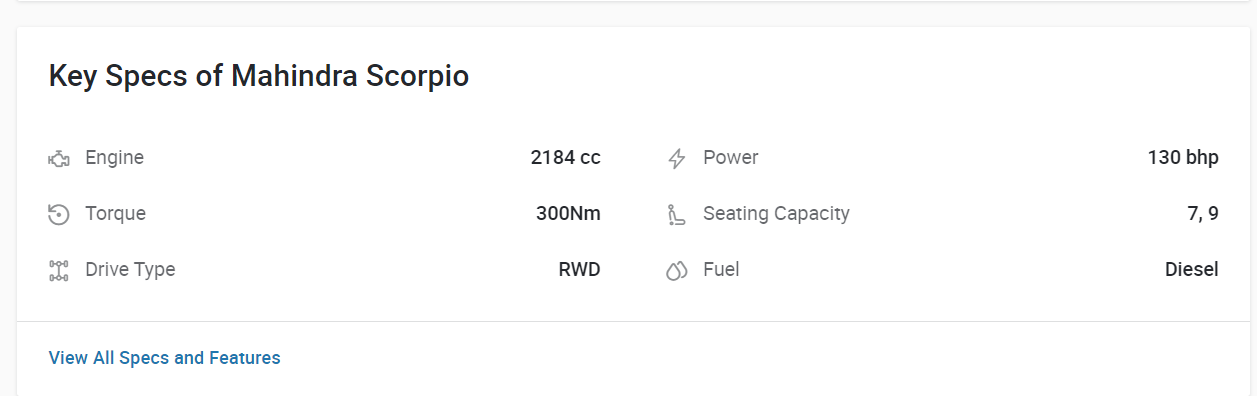 Key Specs of Mahindra Scorpio
Engine 2184 cc Power 130 bhp
Torque 300Nm Seating Capacity 7, 9
Drive Type RWD Fuel Diesel
View All Specs and Features